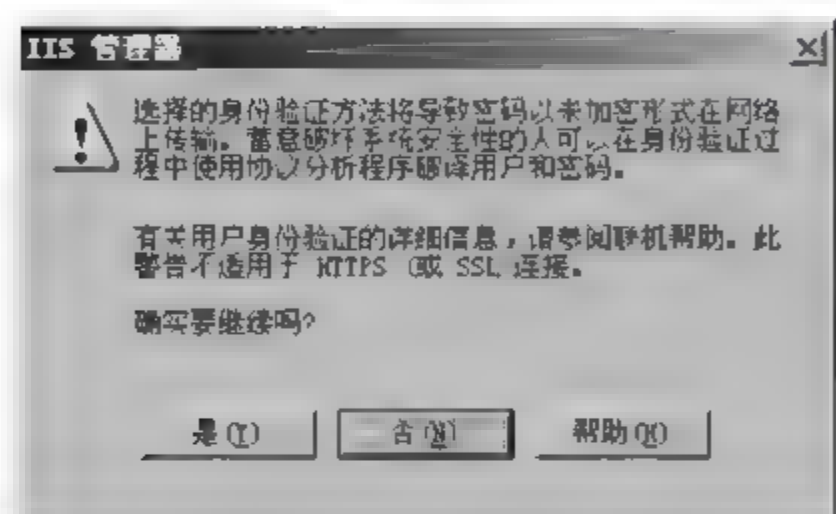 IIS 管理器
选择的身份验证方法将导致密码以未加密形式在网络
上传输。蓄意破坏系统安全性的人可以在身份验证过
程中使用协议分析程序破译用户和密码。
有关用户身份验证的详细信息，请参阅联机帮助。此
警告不适用于 HTTPS (或 SSL 连接。
确实要继续吗?
是(Y)
否(N)
帮助(H)